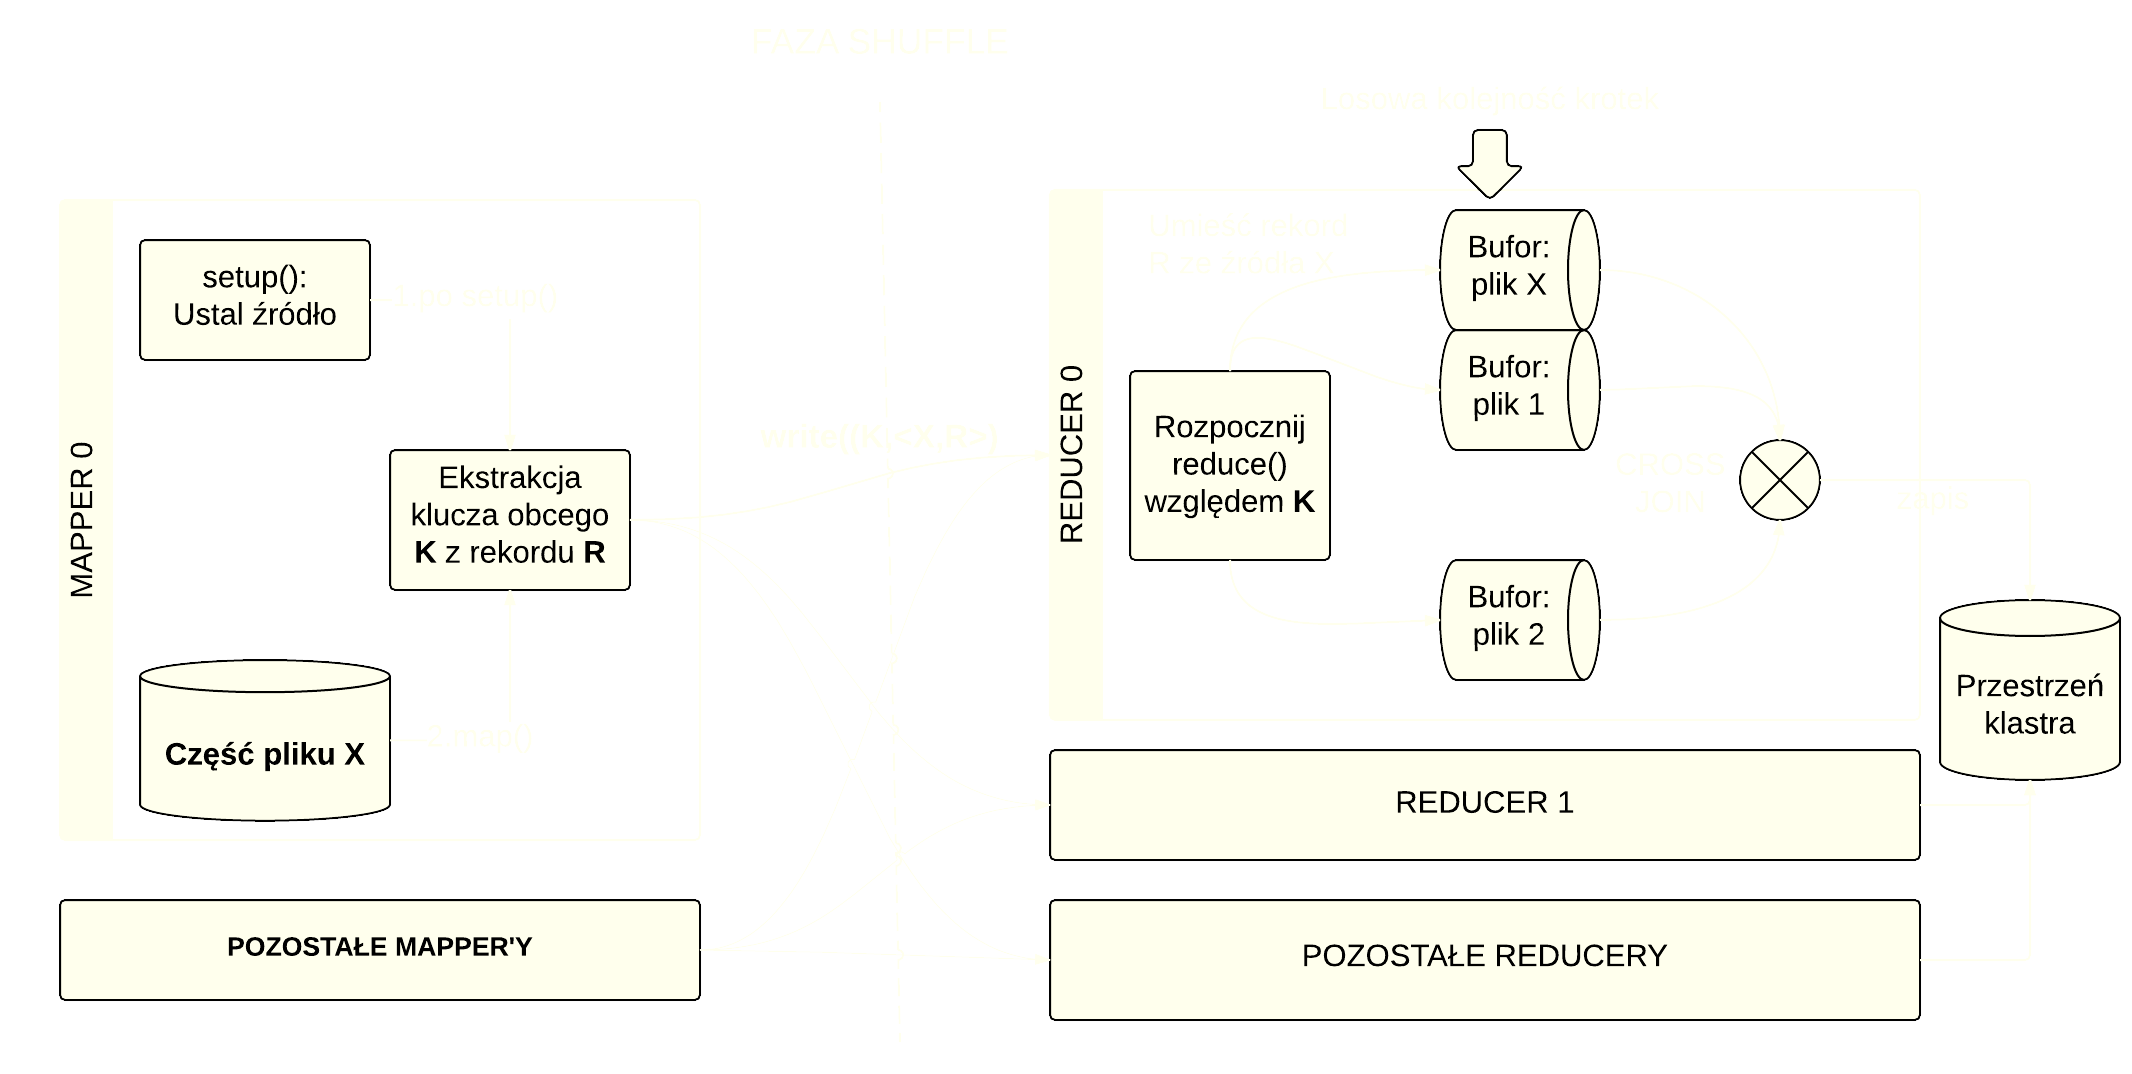 FAZA SHUFFLE
Losowa kolejność krotek
MAPPER 0
setup():
Ustal źródło
1. po setup()
Ekstrakcja
klucza obcego
K z rekordu R
Część pliku X
2. map()
POZOSTAŁE MAPPER'Y
write((K,<X,R>)
REDUCER 0
Umieść rekord
R ze źródła X
Rozpocznij
reduce()
względem K
Bufor:
plik X
Bufor:
plik 1
Bufor:
plik 2
CROSS
JOIN
Przestrzeń
klastra
REDUCER 1
POZOSTAŁE REDUCERY